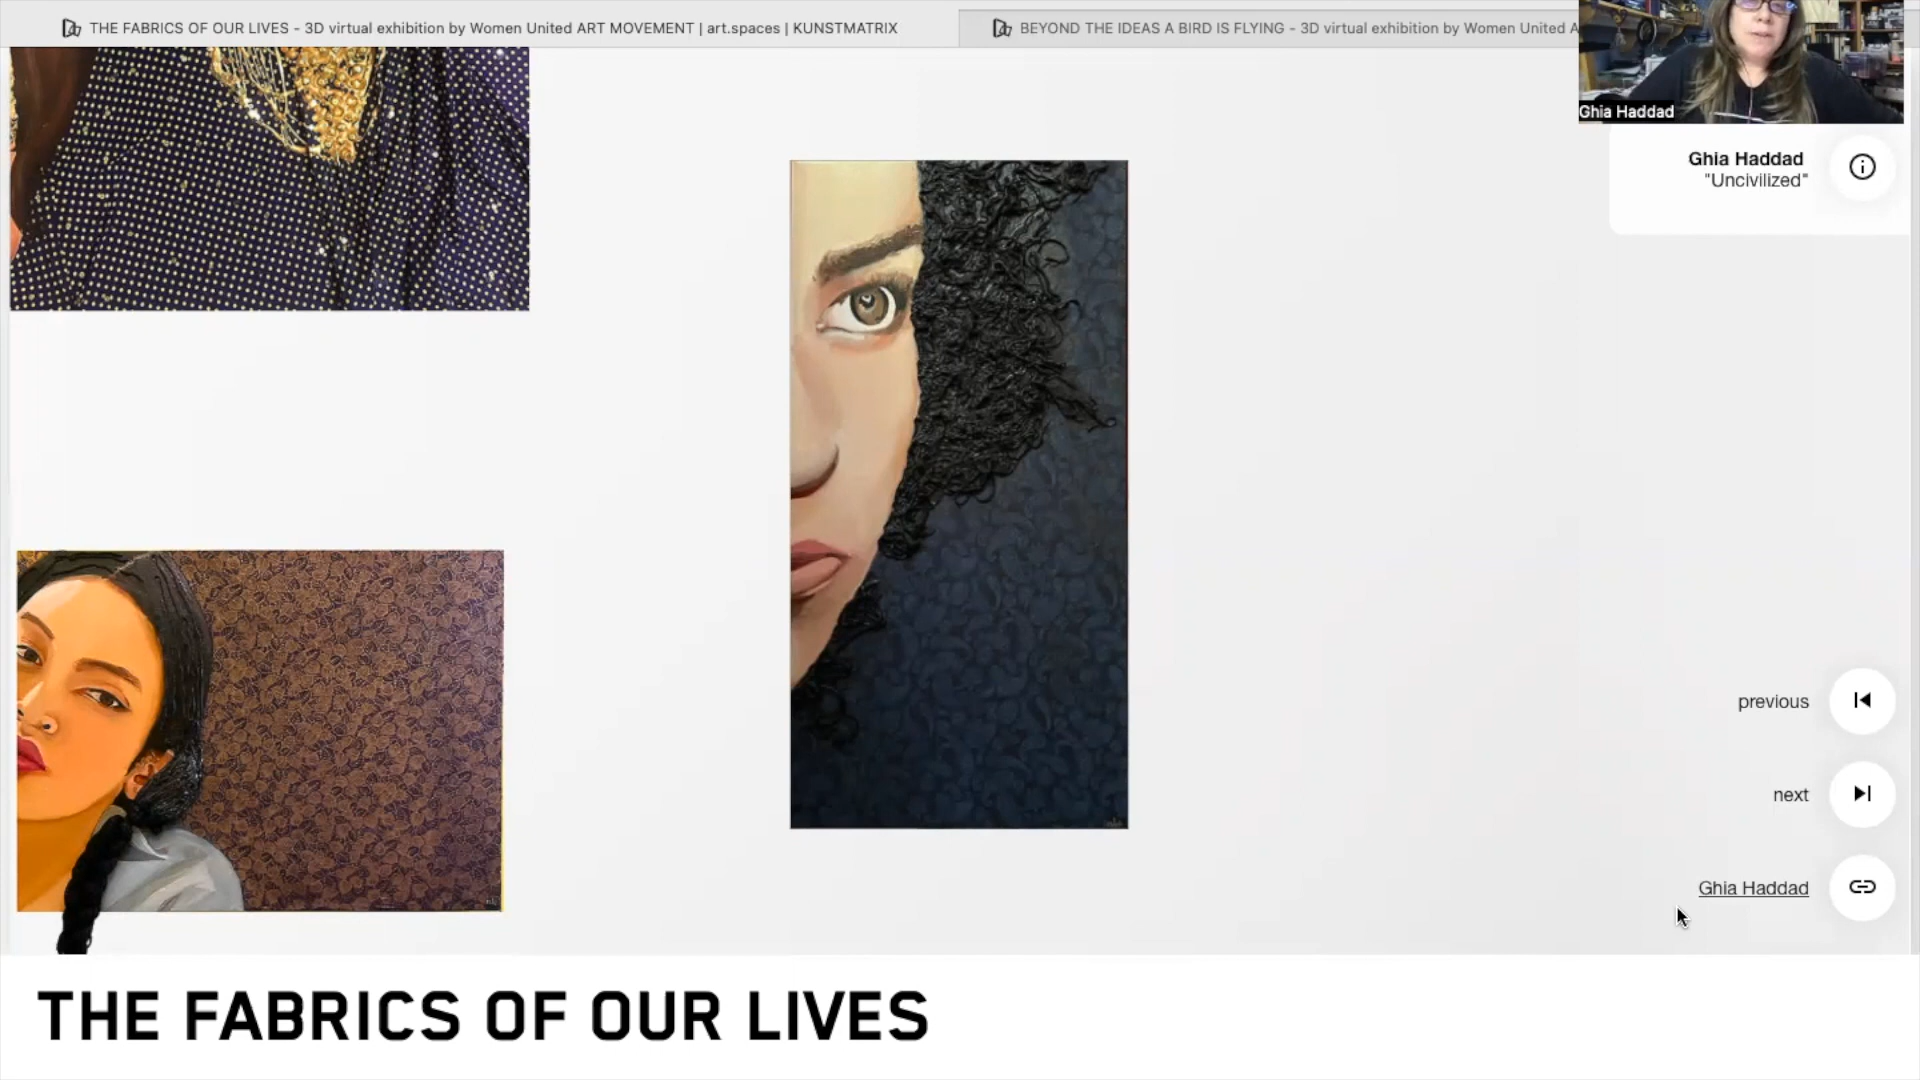 THE FABRICS OF OUR LIVES - 3D virtual exhibition by Women United ART MOVEMENT | art.spaces | KUNSTMATRIX
BEYOND THE IDEAS A BIRD IS FLYING - 3D virtual exhibition by Women United A
Ghia Haddad
Ghia Haddad
"Uncivilized"
previous
next
Ghia Haddad
THE FABRICS OF OUR LIVES